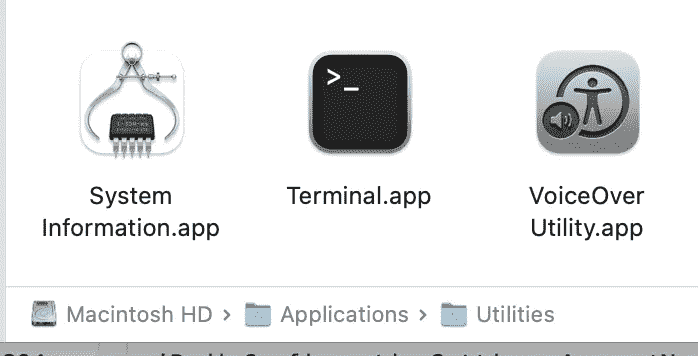 >_
System
Information.app
Terminal.app
VoiceOver
Utility.app
Macintosh HD › Applications › Utilities